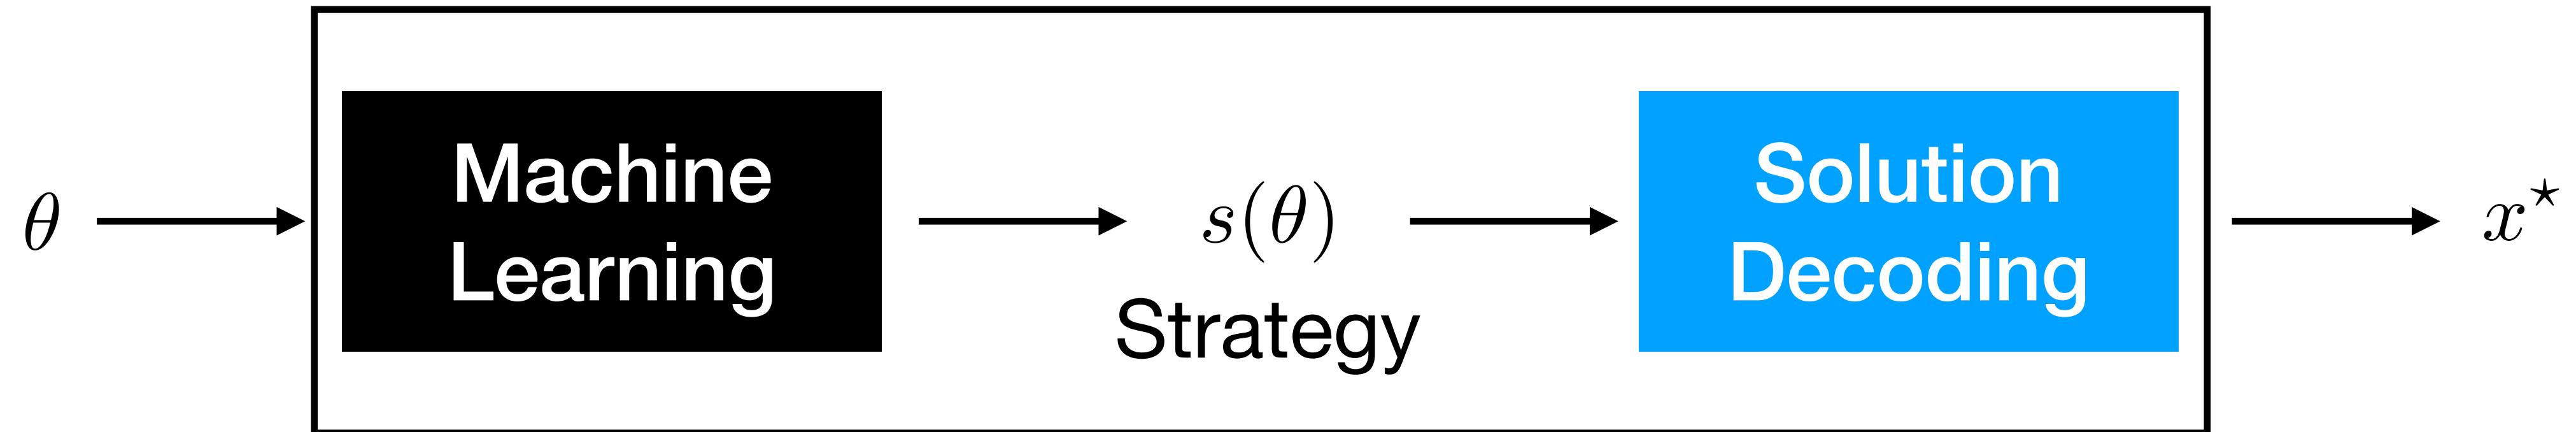 θ
Machine
Learning
s(θ)
Strategy
Solution
Decoding
x⋆